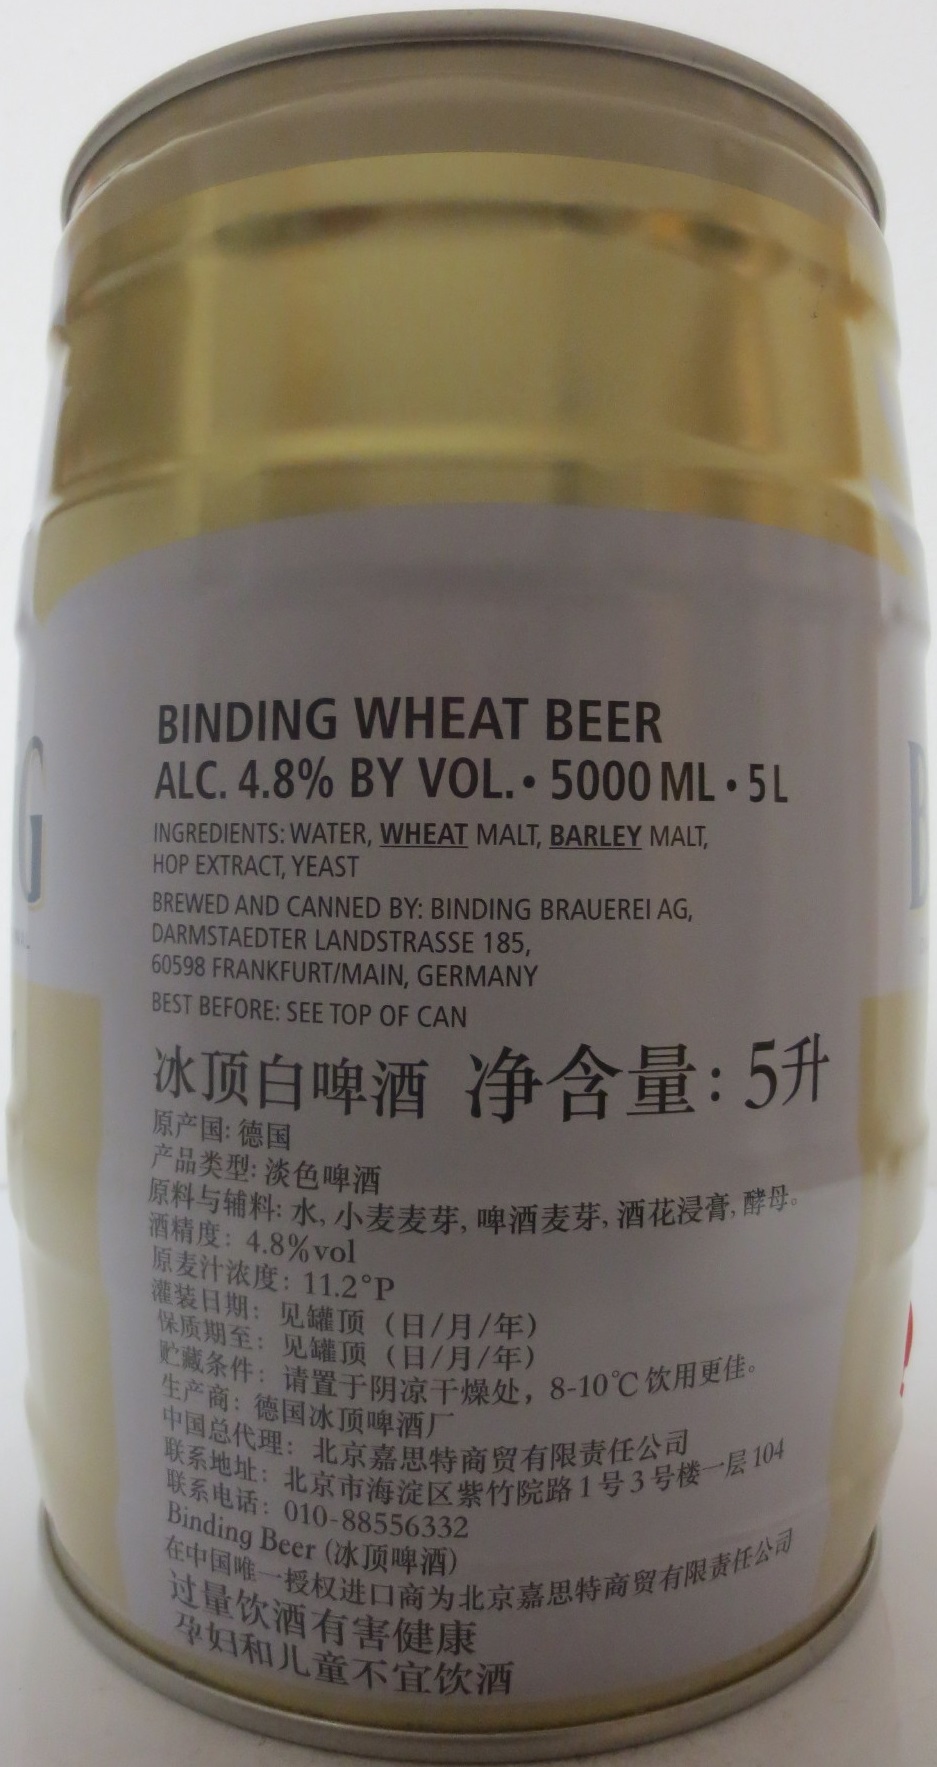 BINDING WHEAT BEER
ALC. 4.8% BY VOL. • 5000 ML • 5 L
INGREDIENTS: WATER, WHEAT MALT, BARLEY MALT,
HOP EXTRACT, YEAST
BREWED AND CANNED BY: BINDING BRAUEREI AG,
DARMSTAEDTER LANDSTRASSE 185,
60598 FRANKFURT/MAIN, GERMANY
BEST BEFORE: SEE TOP OF CAN
冰顶白啤酒 净含量: 5升
原产国: 德国
产品类型: 淡色啤酒
原料与辅料: 水, 小麦麦芽, 啤酒麦芽, 酒花浸膏, 酵母。
酒精度: 4.8%vol
原麦汁浓度: 11.2°P
灌装日期: 见罐顶 (日/月/年)
保质期至: 见罐顶 (日/月/年)
贮藏条件: 请置于阴凉干燥处, 8-10℃饮用更佳。
生产商: 德国冰顶啤酒厂
中国总代理: 北京嘉思特商贸有限责任公司
联系地址: 北京市海淀区紫竹院路1号3号楼一层104
联系电话: 010-88556332
Binding Beer (冰顶啤酒)
在中国唯一授权进口商为北京嘉思特商贸有限责任公司
过量饮酒有害健康
孕妇和儿童不宜饮酒
G